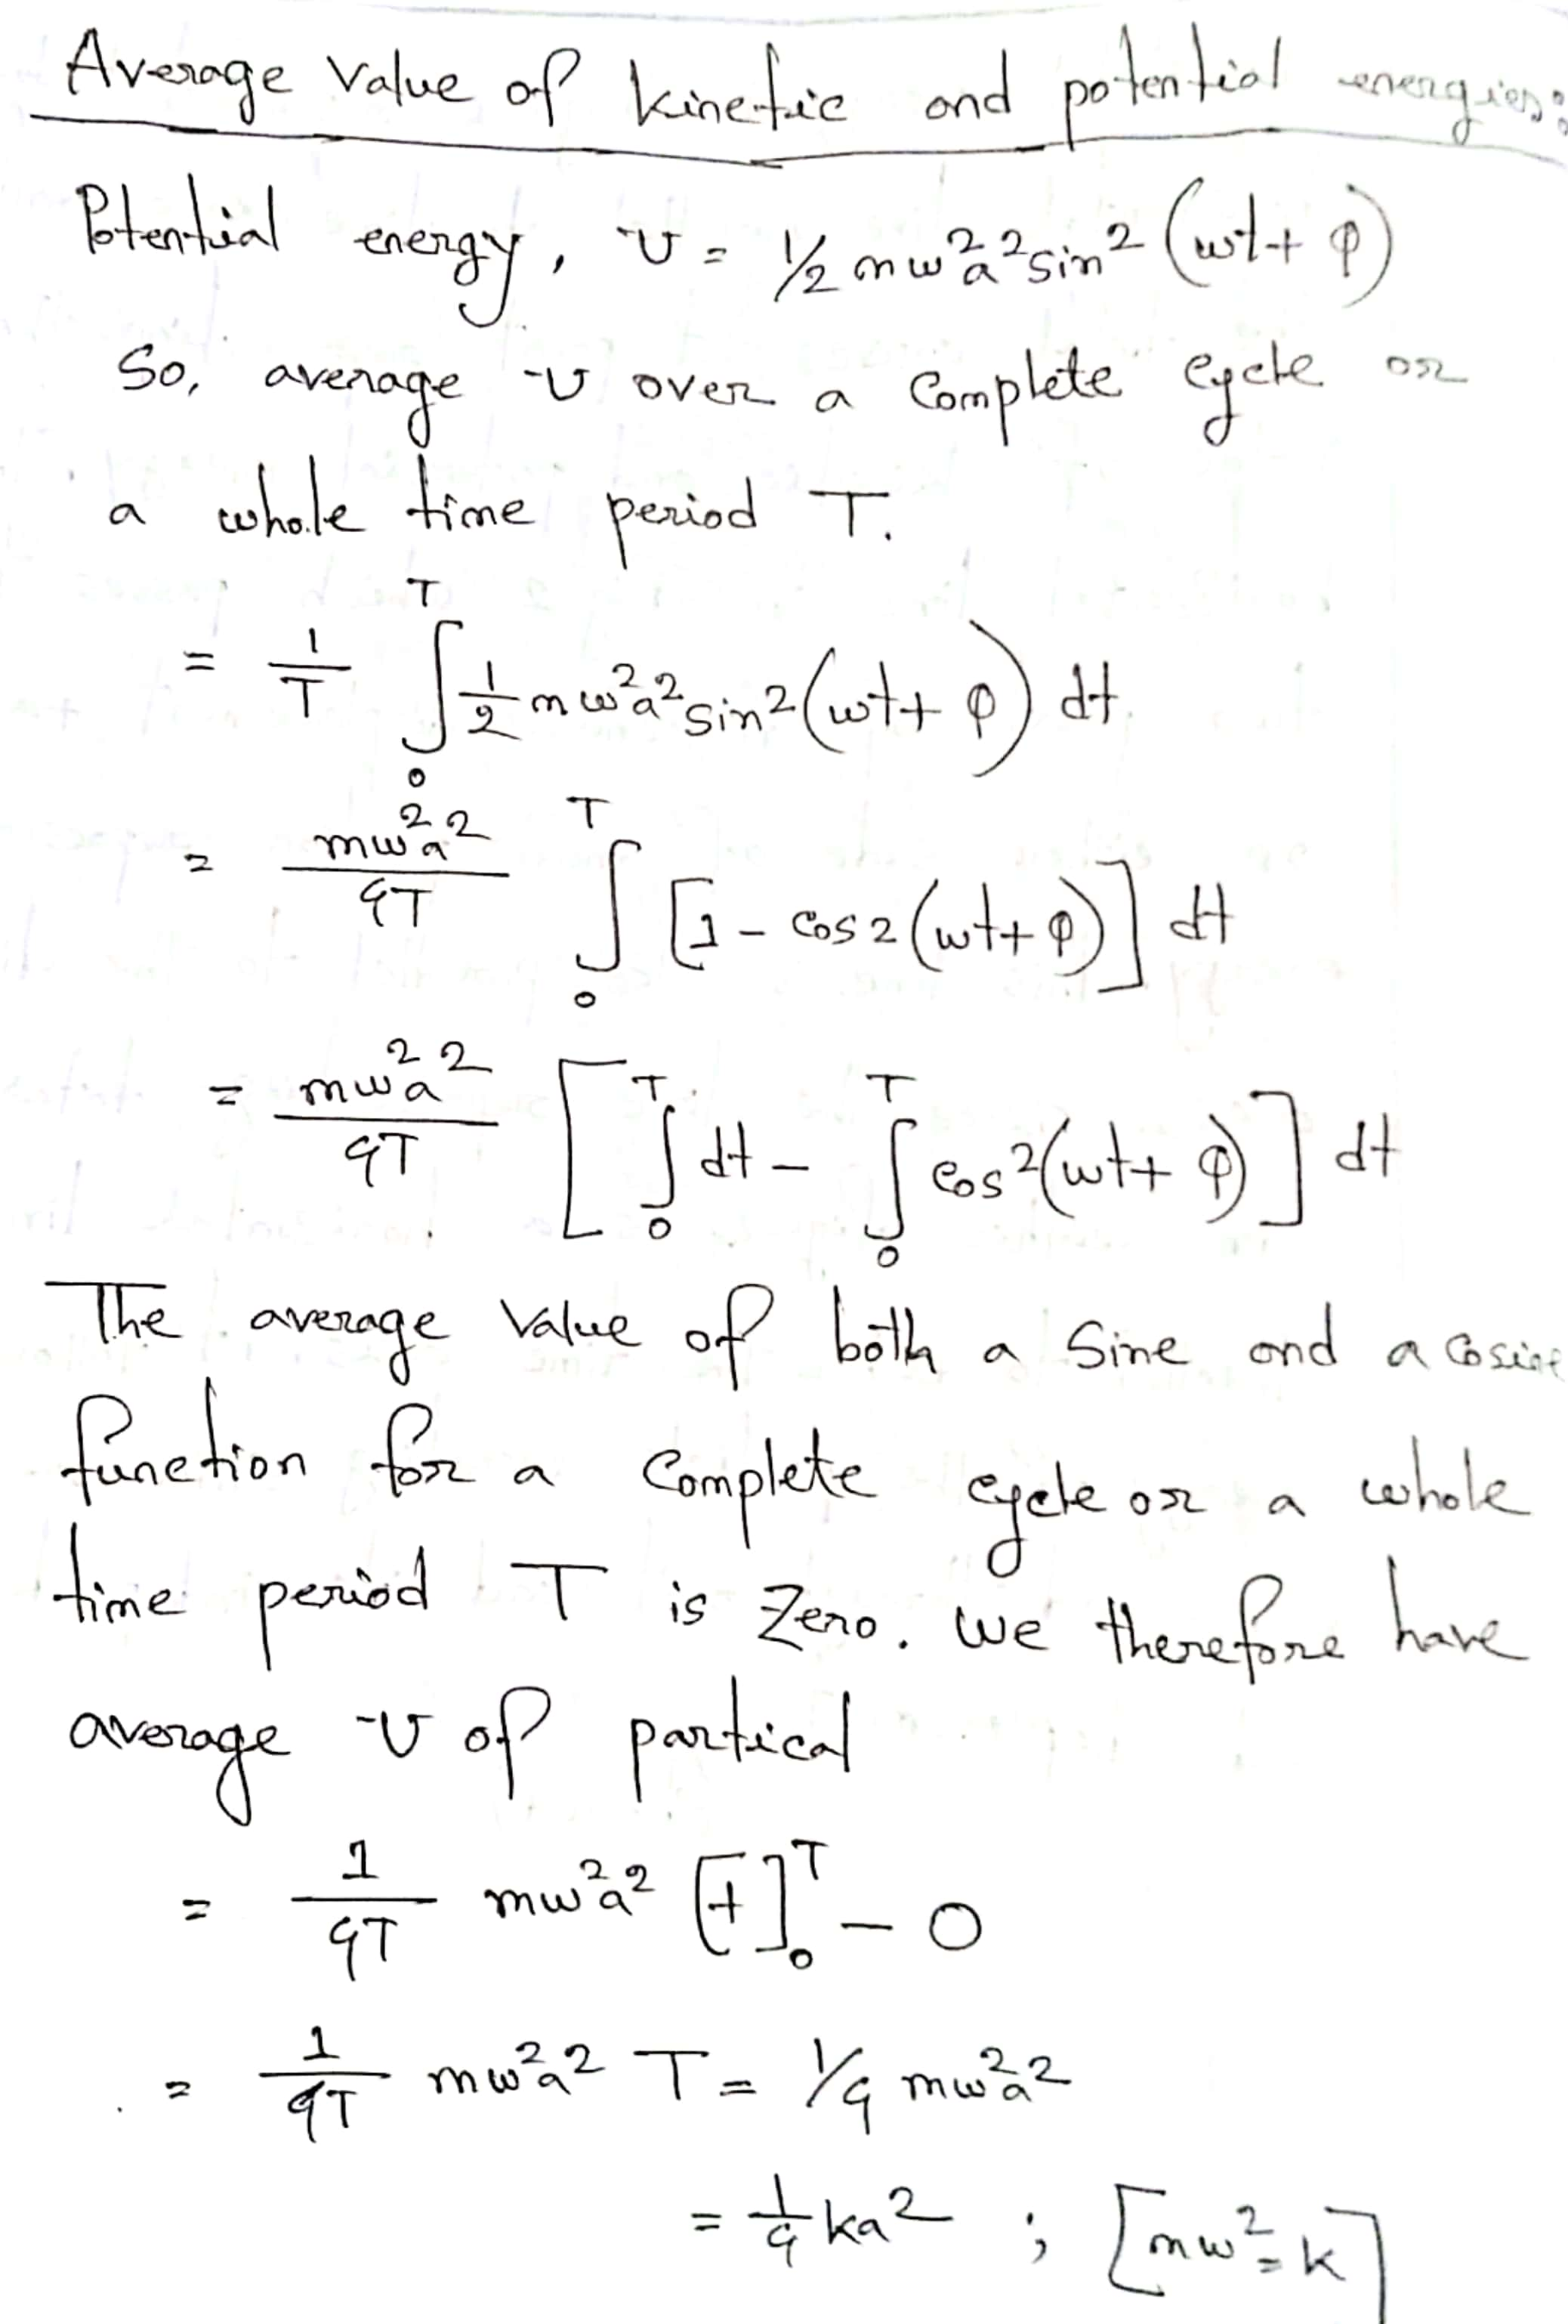 Average value of kinetic and potential energies:
Potential energy, U = ½ mω²a² sin² (ωt + φ)
So, average U over a complete cycle or
a whole time period T.
= 1/T ∫₀ᵀ 1/2 mω²a² sin² (ωt + φ) dt
= mω²a²/4T ∫₀ᵀ [1 - cos 2 (ωt + φ)] dt
= mω²a²/4T [∫₀ᵀ dt - ∫₀ᵀ cos 2(ωt + φ)] dt
The average value of both a sine and a cosine
function for a complete cycle or a whole
time period T is zero. We therefore have
average U of partical
= 1/4T mω²a² [t]₀ᵀ - 0
= 1/4T mω²a² T = 1/4 mω²a²
= 1/4 ka² ; [mω² = k]